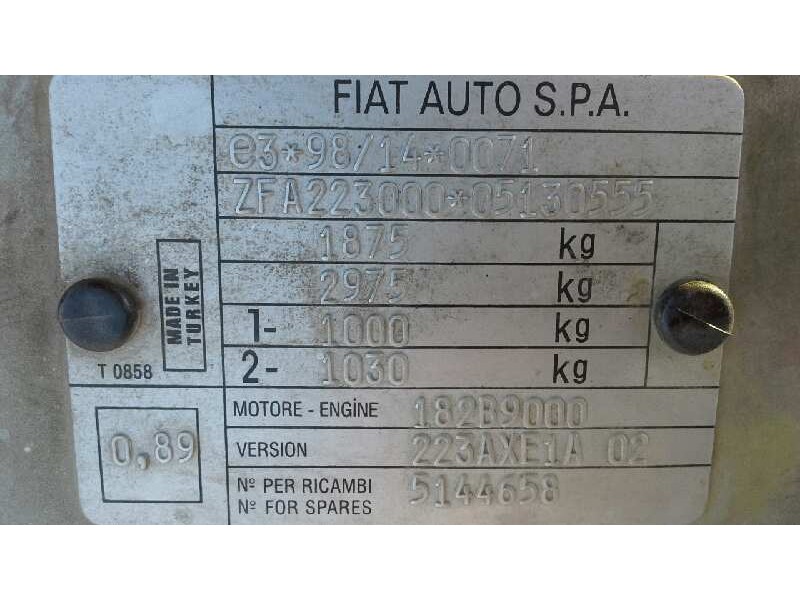 FIAT AUTO S.P.A.
e3*98/14*0071
ZFA223000*05130555
1875 kg
2975 kg
1- 1000 kg
2- 1030 kg
MADE IN
TURKEY
T 0858
0,89
MOTORE - ENGINE 182B9000
VERSION 223AXE1A 02
Nº PER RICAMBI
Nº FOR SPARES
5144658